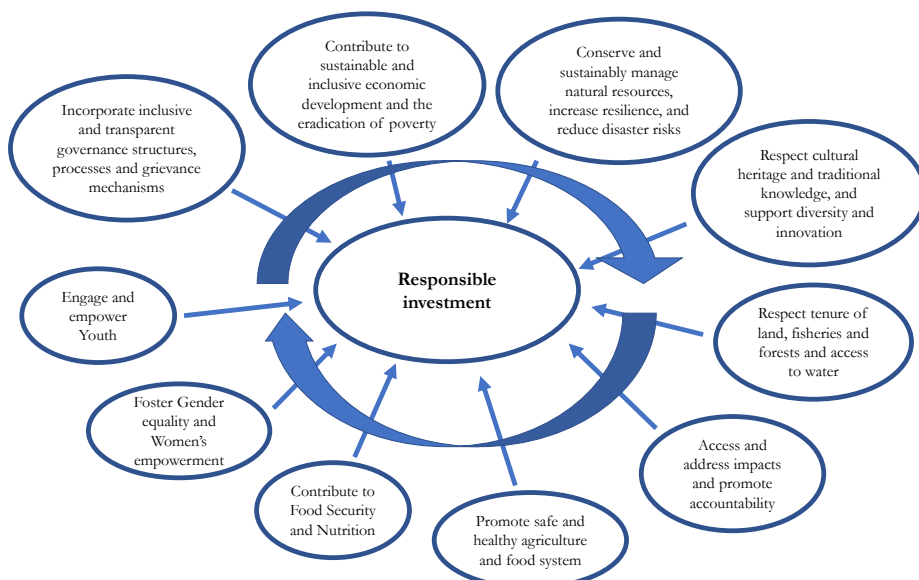 Contribute to
sustainable and
inclusive economic
development and the
eradication of poverty
Conserve and
sustainably manage
natural resources,
increase resilience, and
reduce disaster risks
Incorporate inclusive
and transparent
governance structures,
processes and grievance
mechanisms
Respect cultural
heritage and traditional
knowledge, and
support diversity and
innovation
Responsible
investment
Engage and
empower
Youth
Respect tenure of
land, fisheries and
forests and access
to water
Foster Gender
equality and
Women's
empowerment
Access and
address impacts
and promote
accountability
Contribute to
Food Security
and Nutrition
Promote safe and
healthy agriculture
and food system